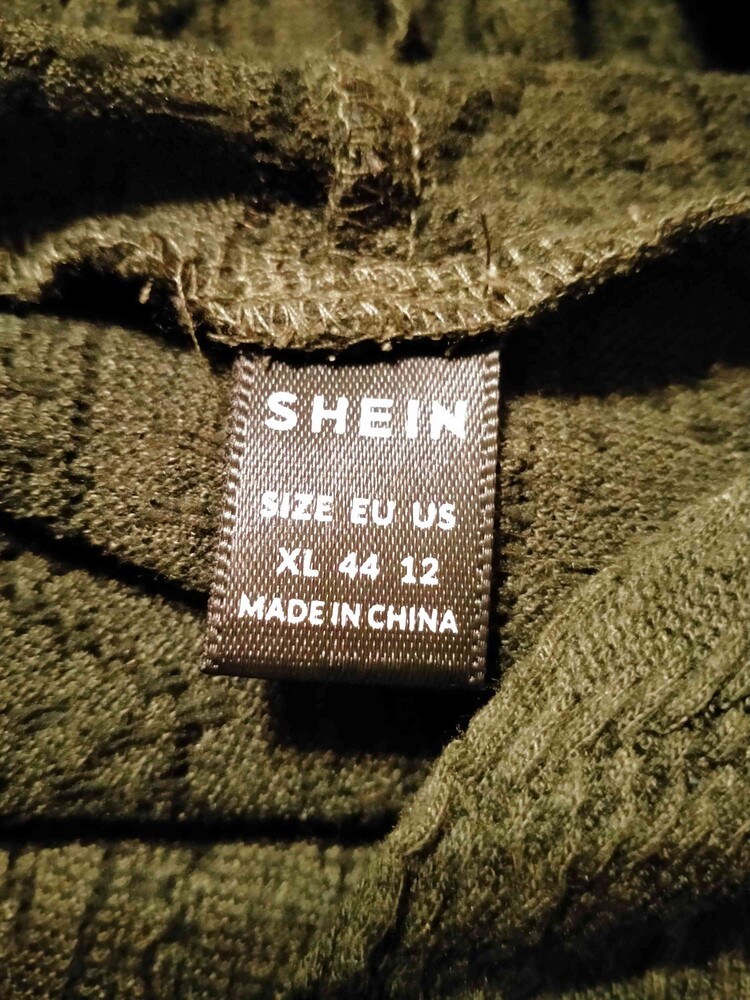 SHEIN
SIZE EU US
XL 44 12
MADE IN CHINA